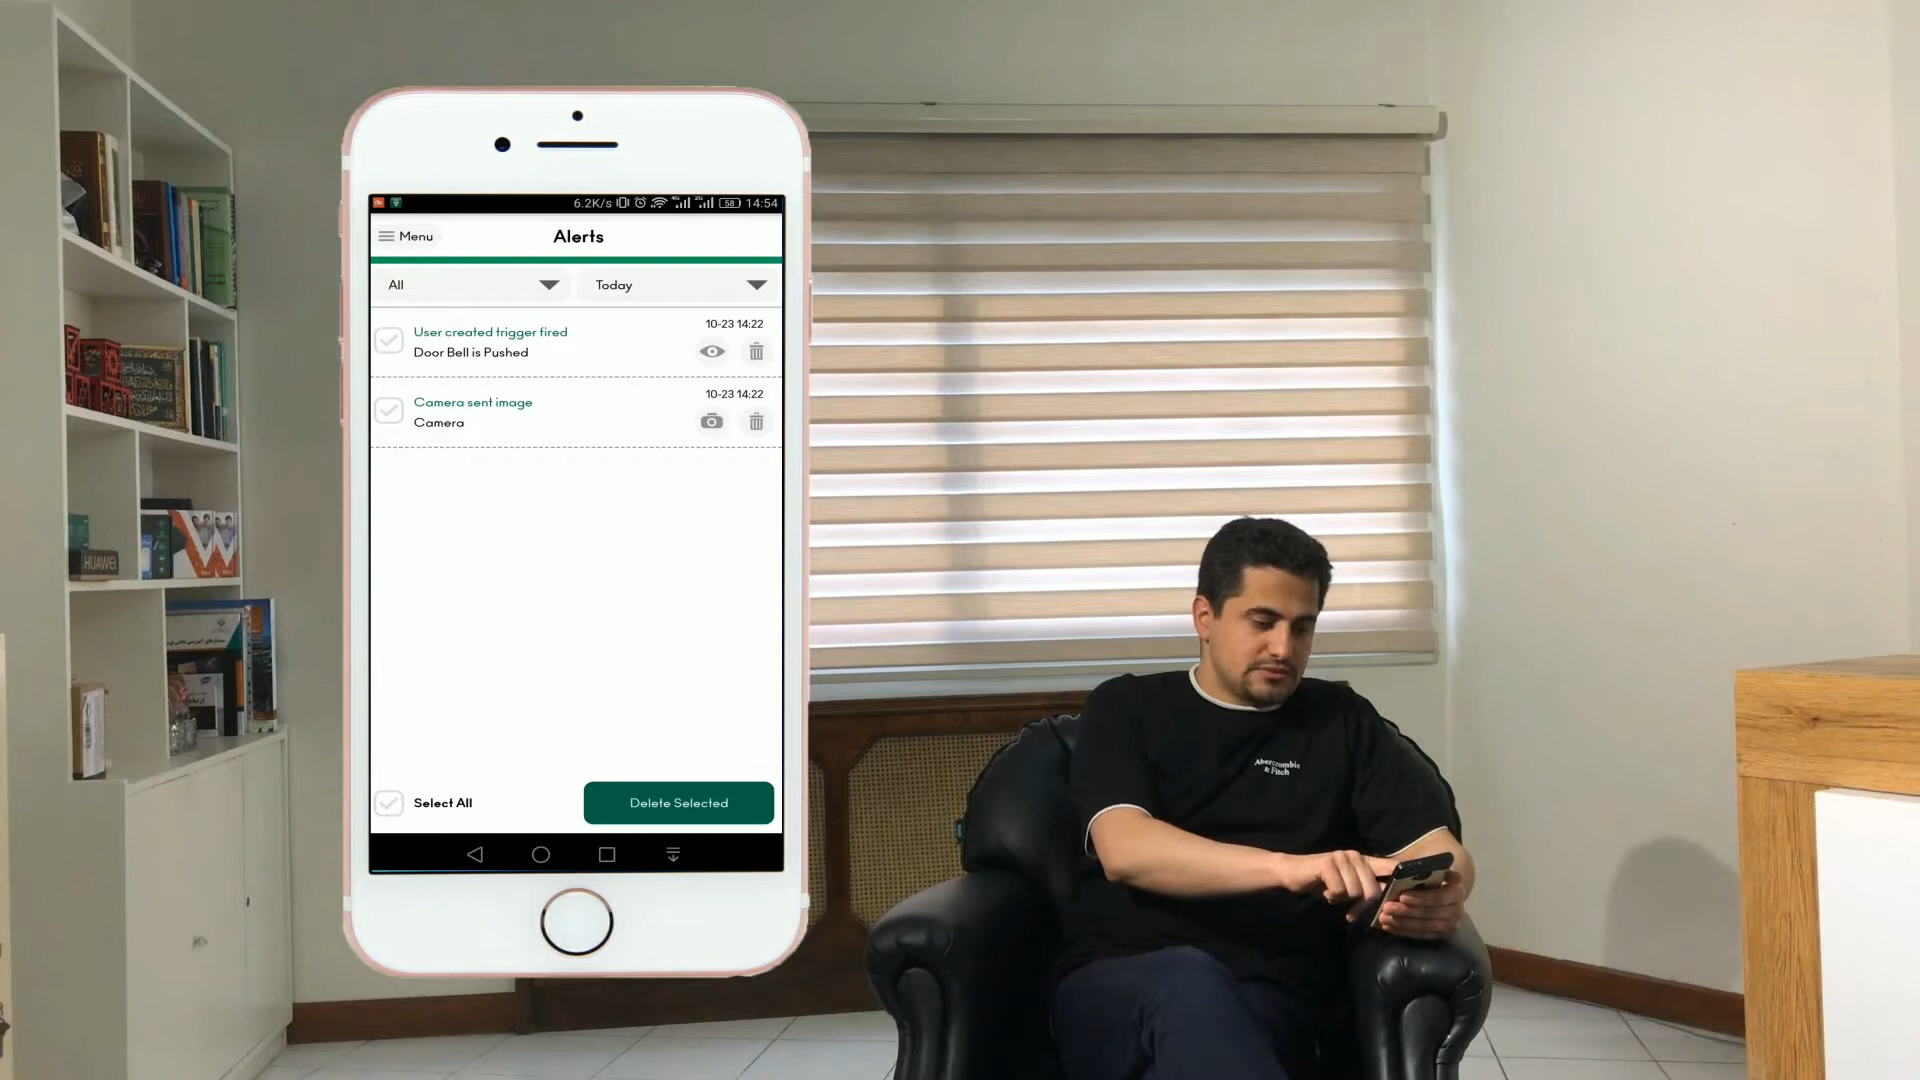 6.2K/s 58 14:54
Menu
Alerts
All
Today
User created trigger fired
10-23 14:22
Door Bell is Pushed
Camera sent image
10-23 14:22
Camera
Select All
Delete Selected
HUAWEI
Abercrombie
& Fitch